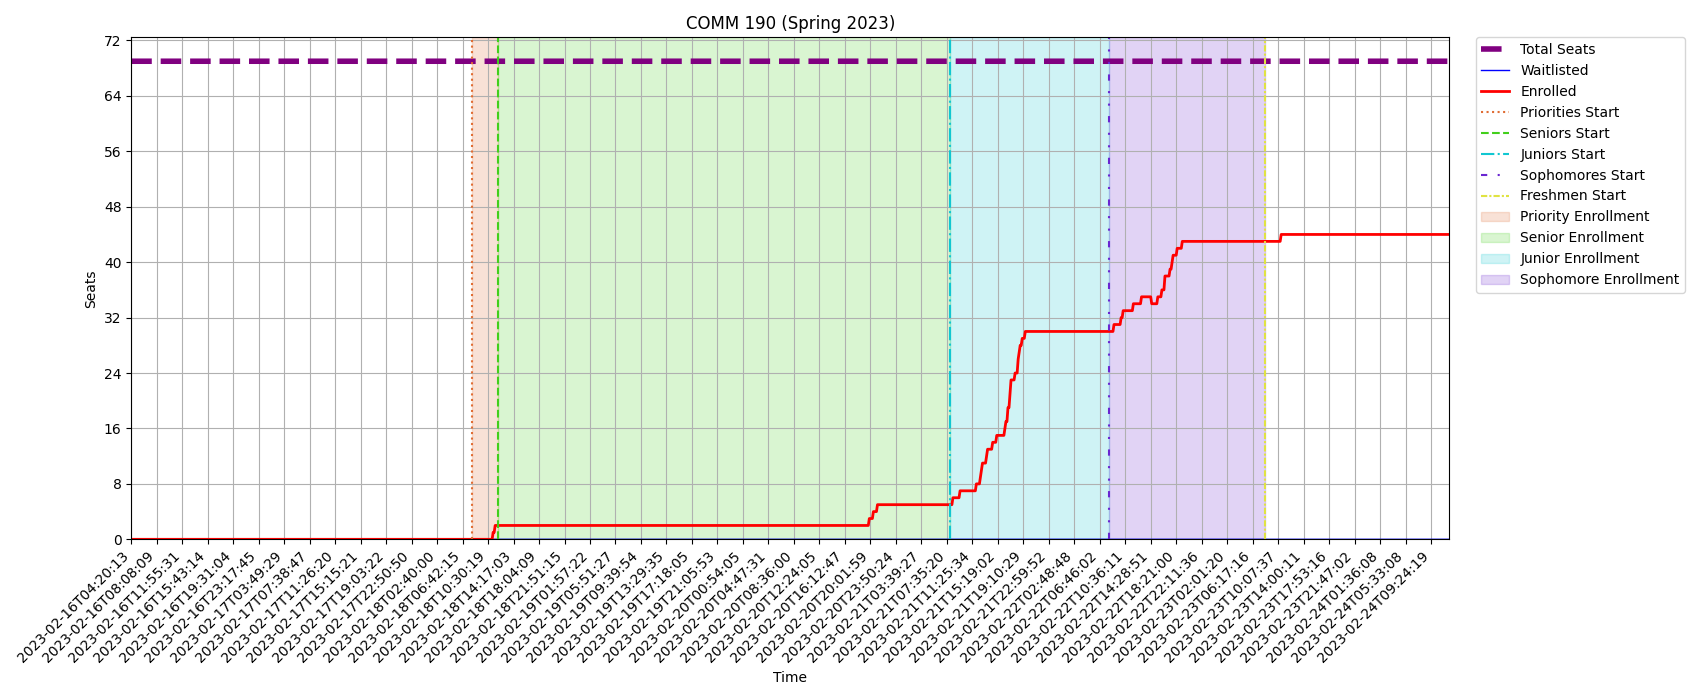 COMM 190 (Spring 2023)
72
64
56
48
40
32
24
16
8
0
Seats
2023-02-16T04:20:13
2023-02-16T08:08:09
2023-02-16T11:55:31
2023-02-16T15:43:14
2023-02-16T19:31:04
2023-02-16T23:17:45
2023-02-17T03:49:29
2023-02-17T07:38:47
2023-02-17T11:26:20
2023-02-17T15:15:21
2023-02-17T19:03:22
2023-02-17T22:50:50
2023-02-18T02:40:00
2023-02-18T06:42:15
2023-02-18T10:30:19
2023-02-18T14:17:03
2023-02-18T18:04:09
2023-02-18T21:51:15
2023-02-19T01:57:22
2023-02-19T05:51:27
2023-02-19T09:39:54
2023-02-19T13:29:35
2023-02-19T17:18:05
2023-02-19T21:05:53
2023-02-20T00:54:05
2023-02-20T04:47:31
2023-02-20T08:36:00
2023-02-20T12:24:05
2023-02-20T16:12:47
2023-02-20T20:01:59
2023-02-20T23:50:24
2023-02-21T03:39:27
2023-02-21T07:35:20
2023-02-21T11:25:34
2023-02-21T15:19:02
2023-02-21T19:10:29
2023-02-21T22:59:52
2023-02-22T02:48:48
2023-02-22T06:46:02
2023-02-22T10:36:11
2023-02-22T14:28:51
2023-02-22T18:21:00
2023-02-22T22:11:36
2023-02-23T02:01:20
2023-02-23T06:17:16
2023-02-23T10:07:37
2023-02-23T14:00:11
2023-02-23T17:53:16
2023-02-23T21:47:02
2023-02-24T01:36:08
2023-02-24T05:33:08
2023-02-24T09:24:19
Time
Total Seats
Waitlisted
Enrolled
Priorities Start
Seniors Start
Juniors Start
Sophomores Start
Freshmen Start
Priority Enrollment
Senior Enrollment
Junior Enrollment
Sophomore Enrollment